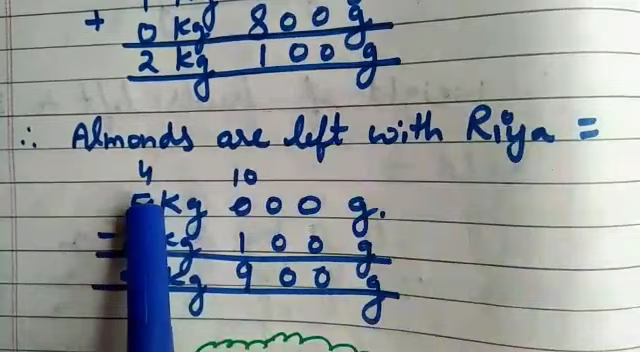 + 0 kg 800 g
2 kg 100 g
∴ Almonds are left with Riya =
4 10
5 kg 000 g.
- kg 100 g
kg 900 g